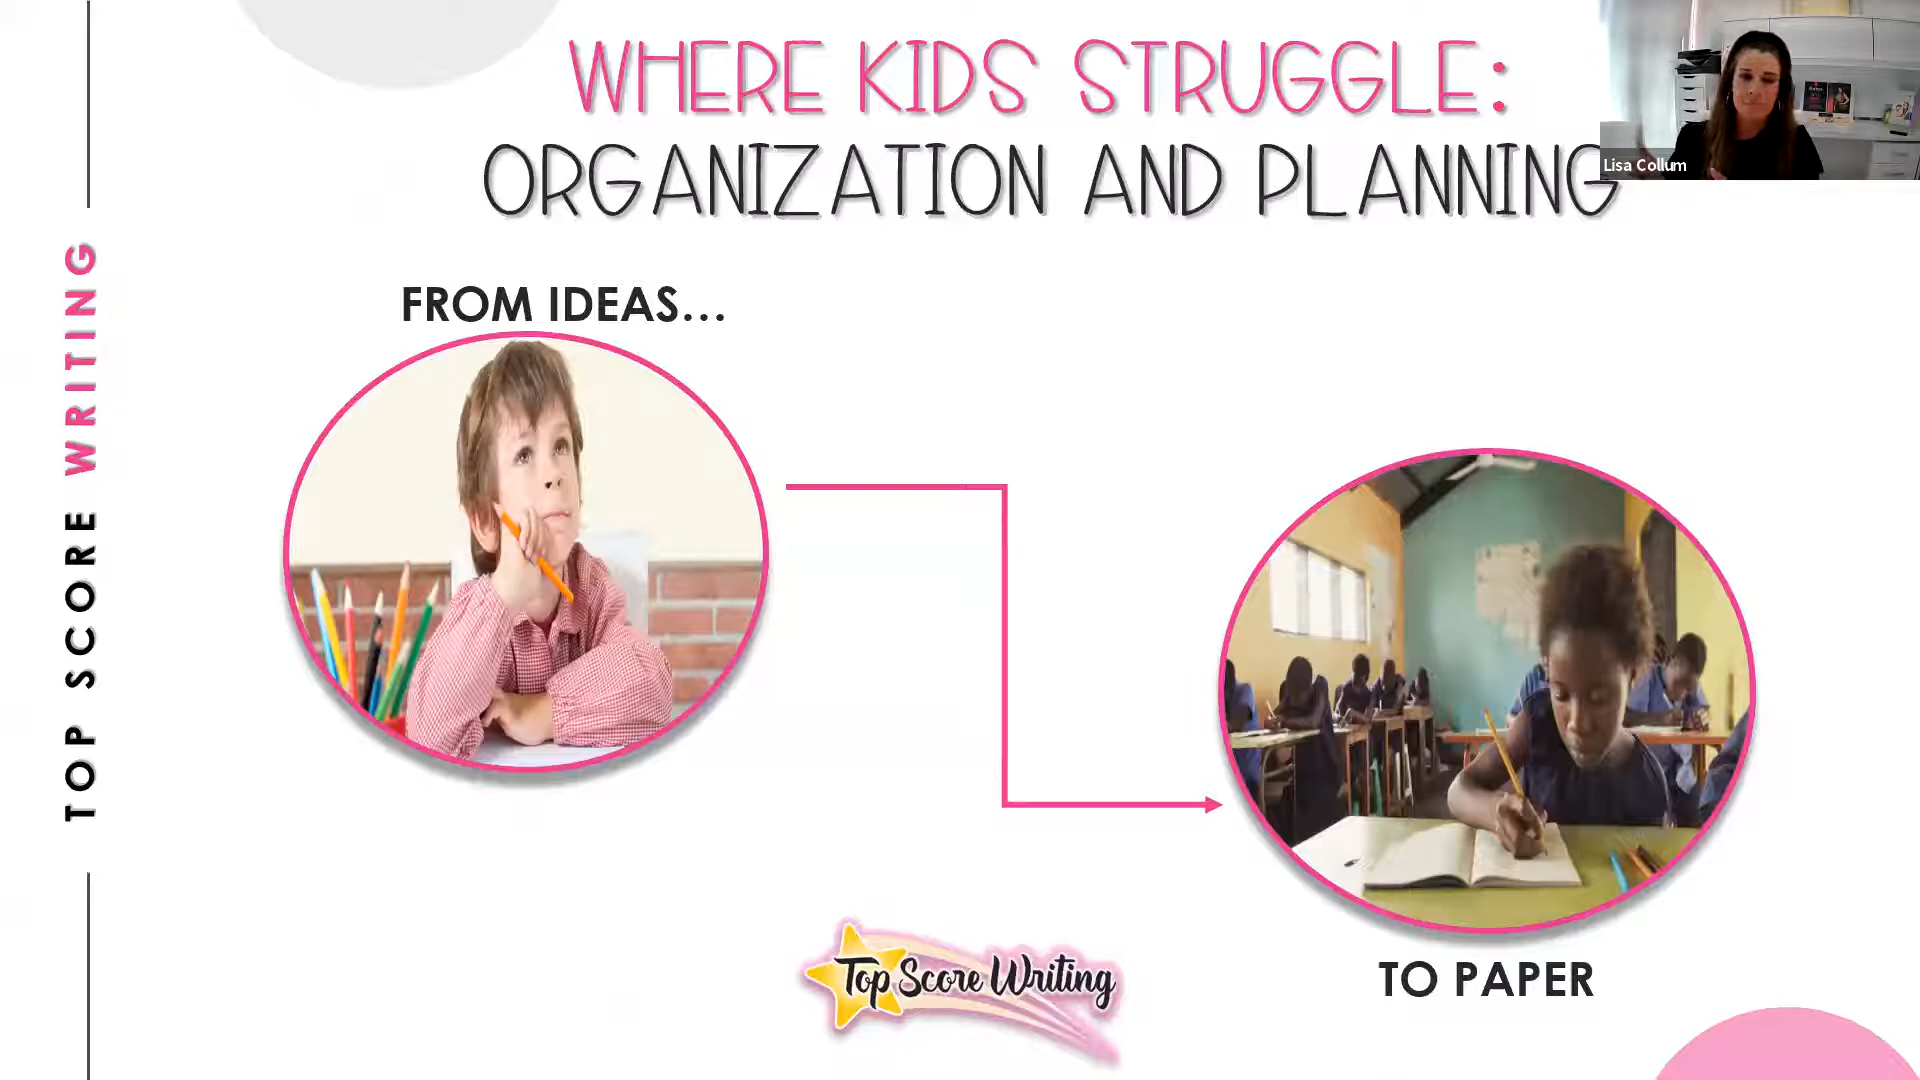 WHERE KIDS STRUGGLE:
ORGANIZATION AND PLANNING
Lisa Collum
TOP SCORE WRITING
FROM IDEAS...
TO PAPER
Top Score Writing